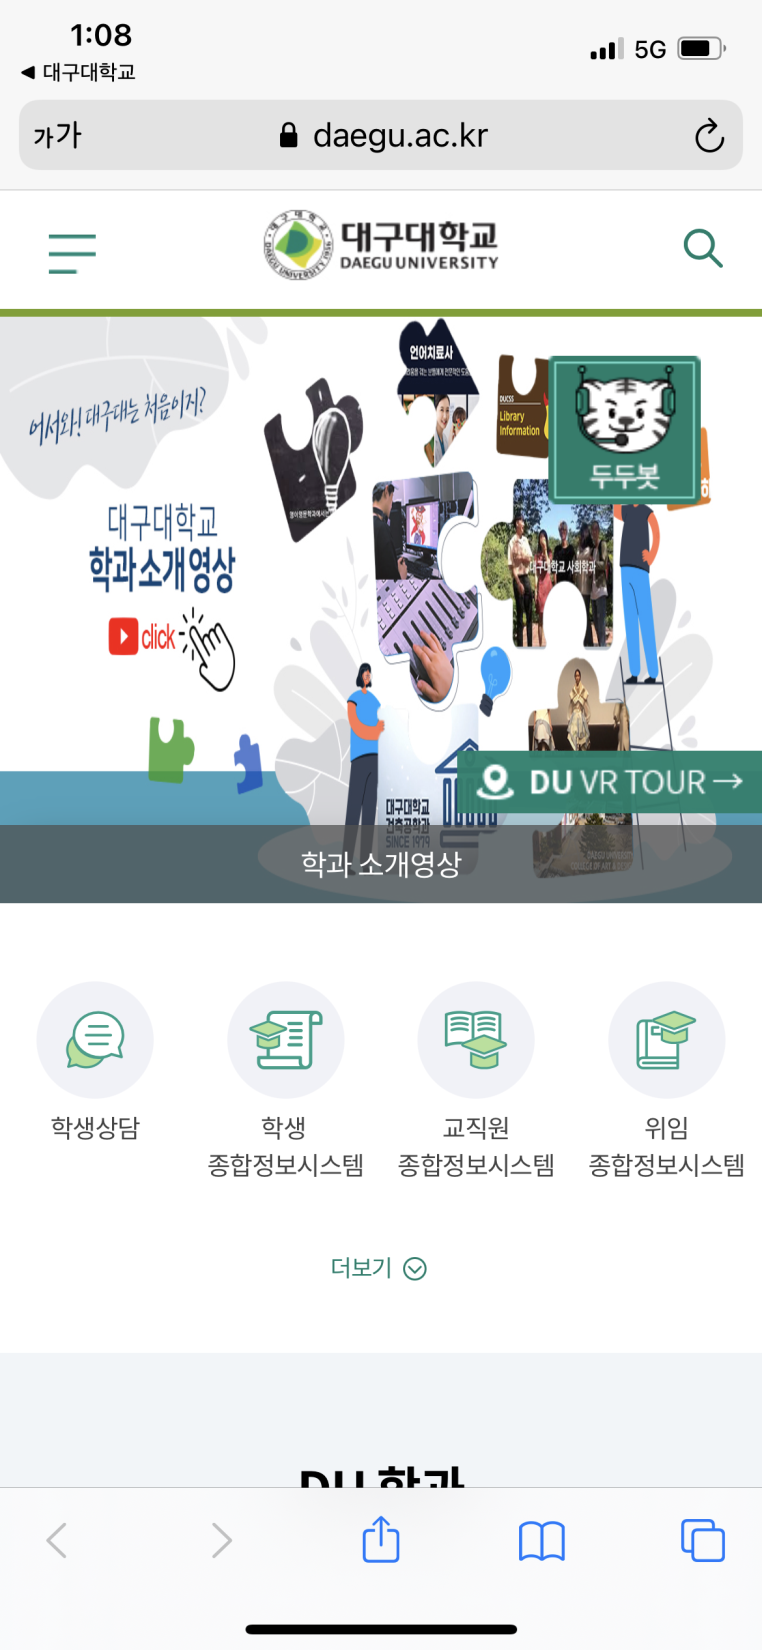 1:08
5G
◀ 대구대학교
가가
daegu.ac.kr
대구대학교
DAEGU UNIVERSITY
어서와! 대구대는 처음이지?
대구대학교
학과소개영상
click
언어치료사
DUCSS
Library
Information
두두봇
대구대학교 사회학과
대구대학교
건축공학과
SINCE 1979
DU VR TOUR→
학과 소개영상
학생상담
학생
종합정보시스템
교직원
종합정보시스템
위임
종합정보시스템
더보기
DU 학과